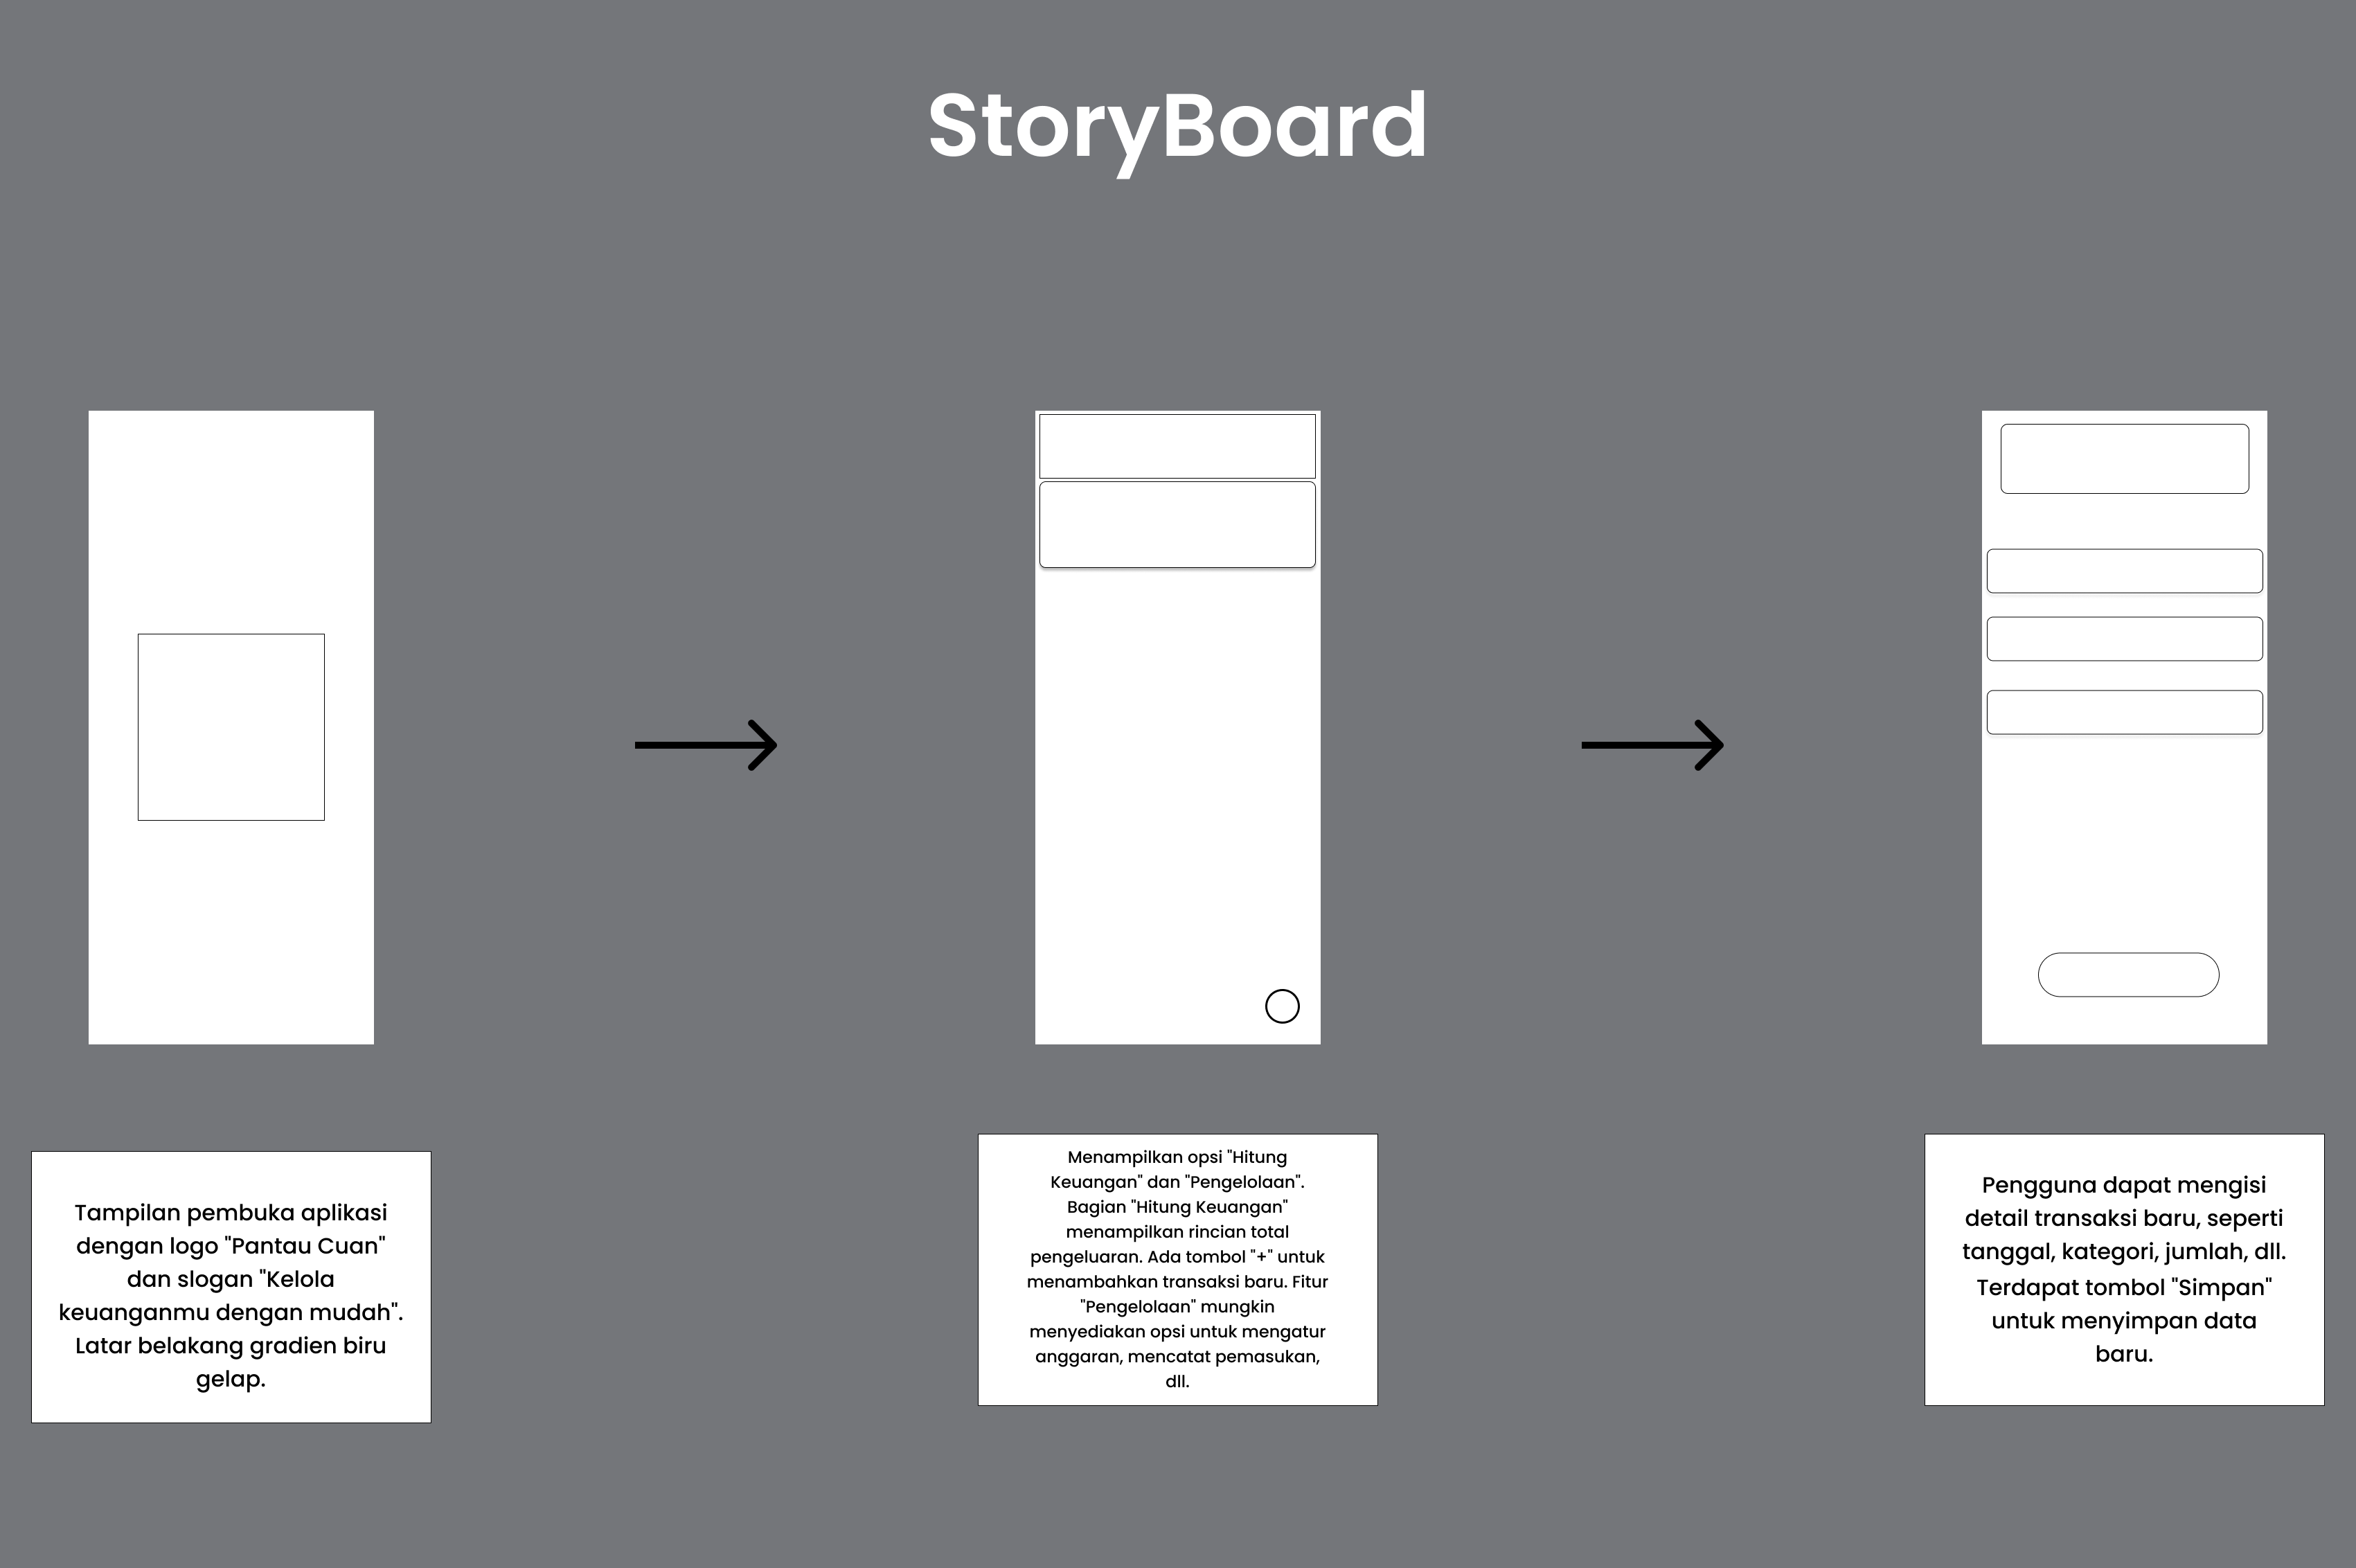 StoryBoard
Tampilan pembuka aplikasi
dengan logo "Pantau Cuan"
dan slogan "Kelola
keuanganmu dengan mudah".
Latar belakang gradien biru
gelap.
Menampilkan opsi "Hitung
Keuangan" dan "Pengelolaan".
Bagian "Hitung Keuangan"
menampilkan rincian total
pengeluaran. Ada tombol "+" untuk
menambahkan transaksi baru. Fitur
"Pengelolaan" mungkin
menyediakan opsi untuk mengatur
anggaran, mencatat pemasukan,
dll.
Pengguna dapat mengisi
detail transaksi baru, seperti
tanggal, kategori, jumlah, dll.
Terdapat tombol "Simpan"
untuk menyimpan data
baru.